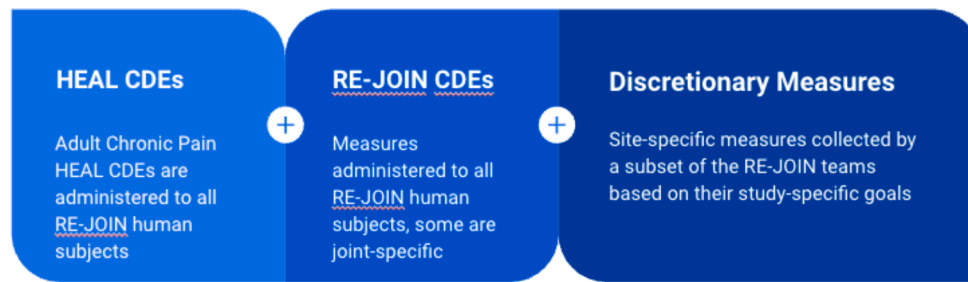 HEAL CDEs
Adult Chronic Pain
HEAL CDEs are
administered to all
RE-JOIN human
subjects
+
RE-JOIN CDEs
Measures
administered to all
RE-JOIN human
subjects, some are
joint-specific
+
Discretionary Measures
Site-specific measures collected by
a subset of the RE-JOIN teams
based on their study-specific goals